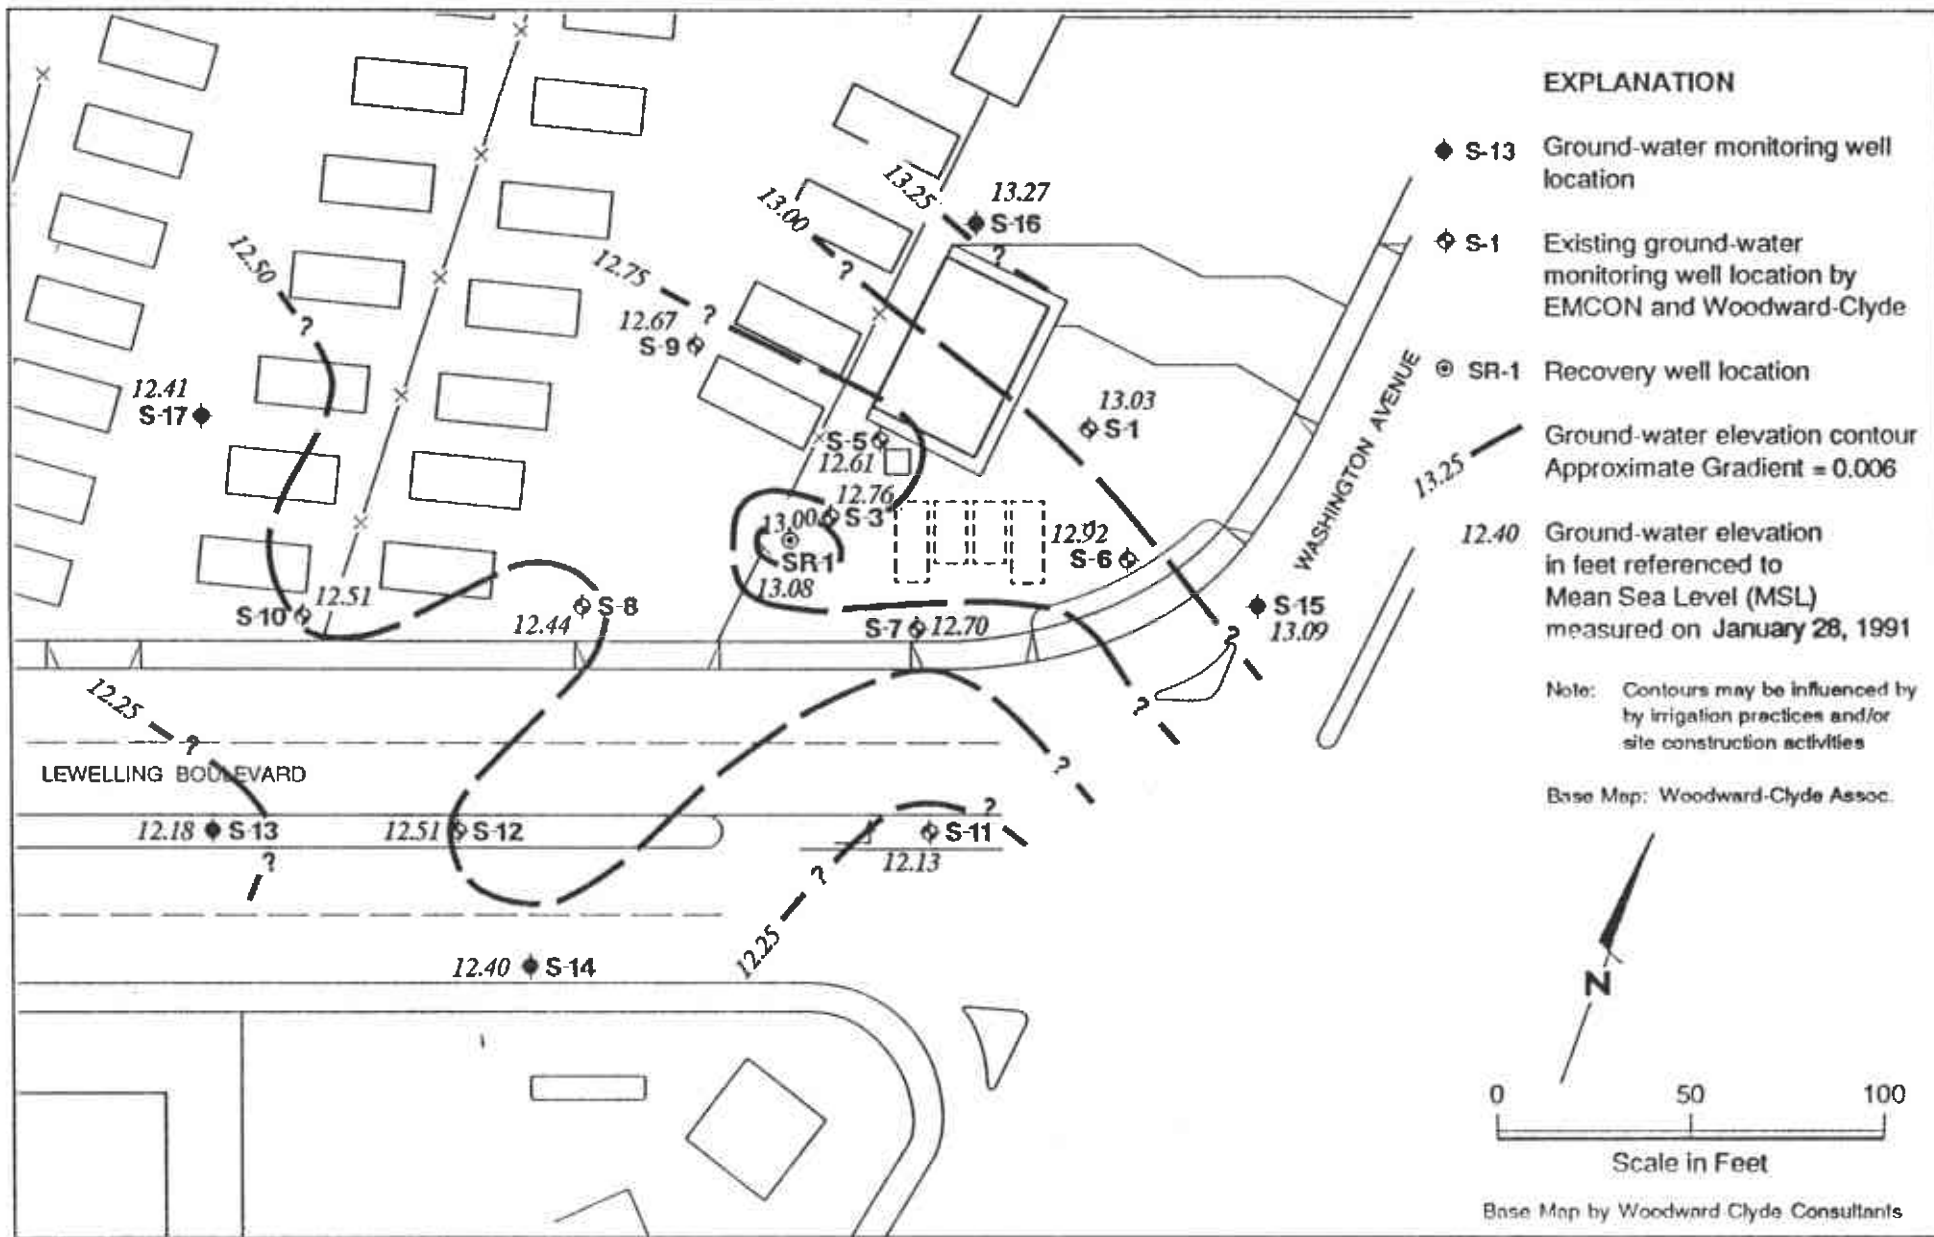 EXPLANATION
S-13 Ground-water monitoring well
location
S-1 Existing ground-water
monitoring well location by
EMCON and Woodward-Clyde
SR-1 Recovery well location
13.25 Ground-water elevation contour
Approximate Gradient = 0.006
12.40 Ground-water elevation
in feet referenced to
Mean Sea Level (MSL)
measured on January 28, 1991
Note: Contours may be influenced by
by irrigation practices and/or
site construction activities
Base Map: Woodward-Clyde Assoc.
N
0 50 100
Scale in Feet
Base Map by Woodward Clyde Consultants
13.25
13.27
S-16
?
13.00
?
12.50
?
12.75
?
12.67
S-9
12.41
S-17
13.03
S-1
S-5
12.61
12.76
S-3
13.00
SR-1
13.08
12.92
S-6
WASHINGTON AVENUE
S-15
13.09
?
S-10
12.51
S-8
12.44
S-7 12.70
?
12.25
?
LEWELLING BOULEVARD
?
12.18 S-13
?
12.51 S-12
?
S-11
12.13
?
12.25
12.40 S-14